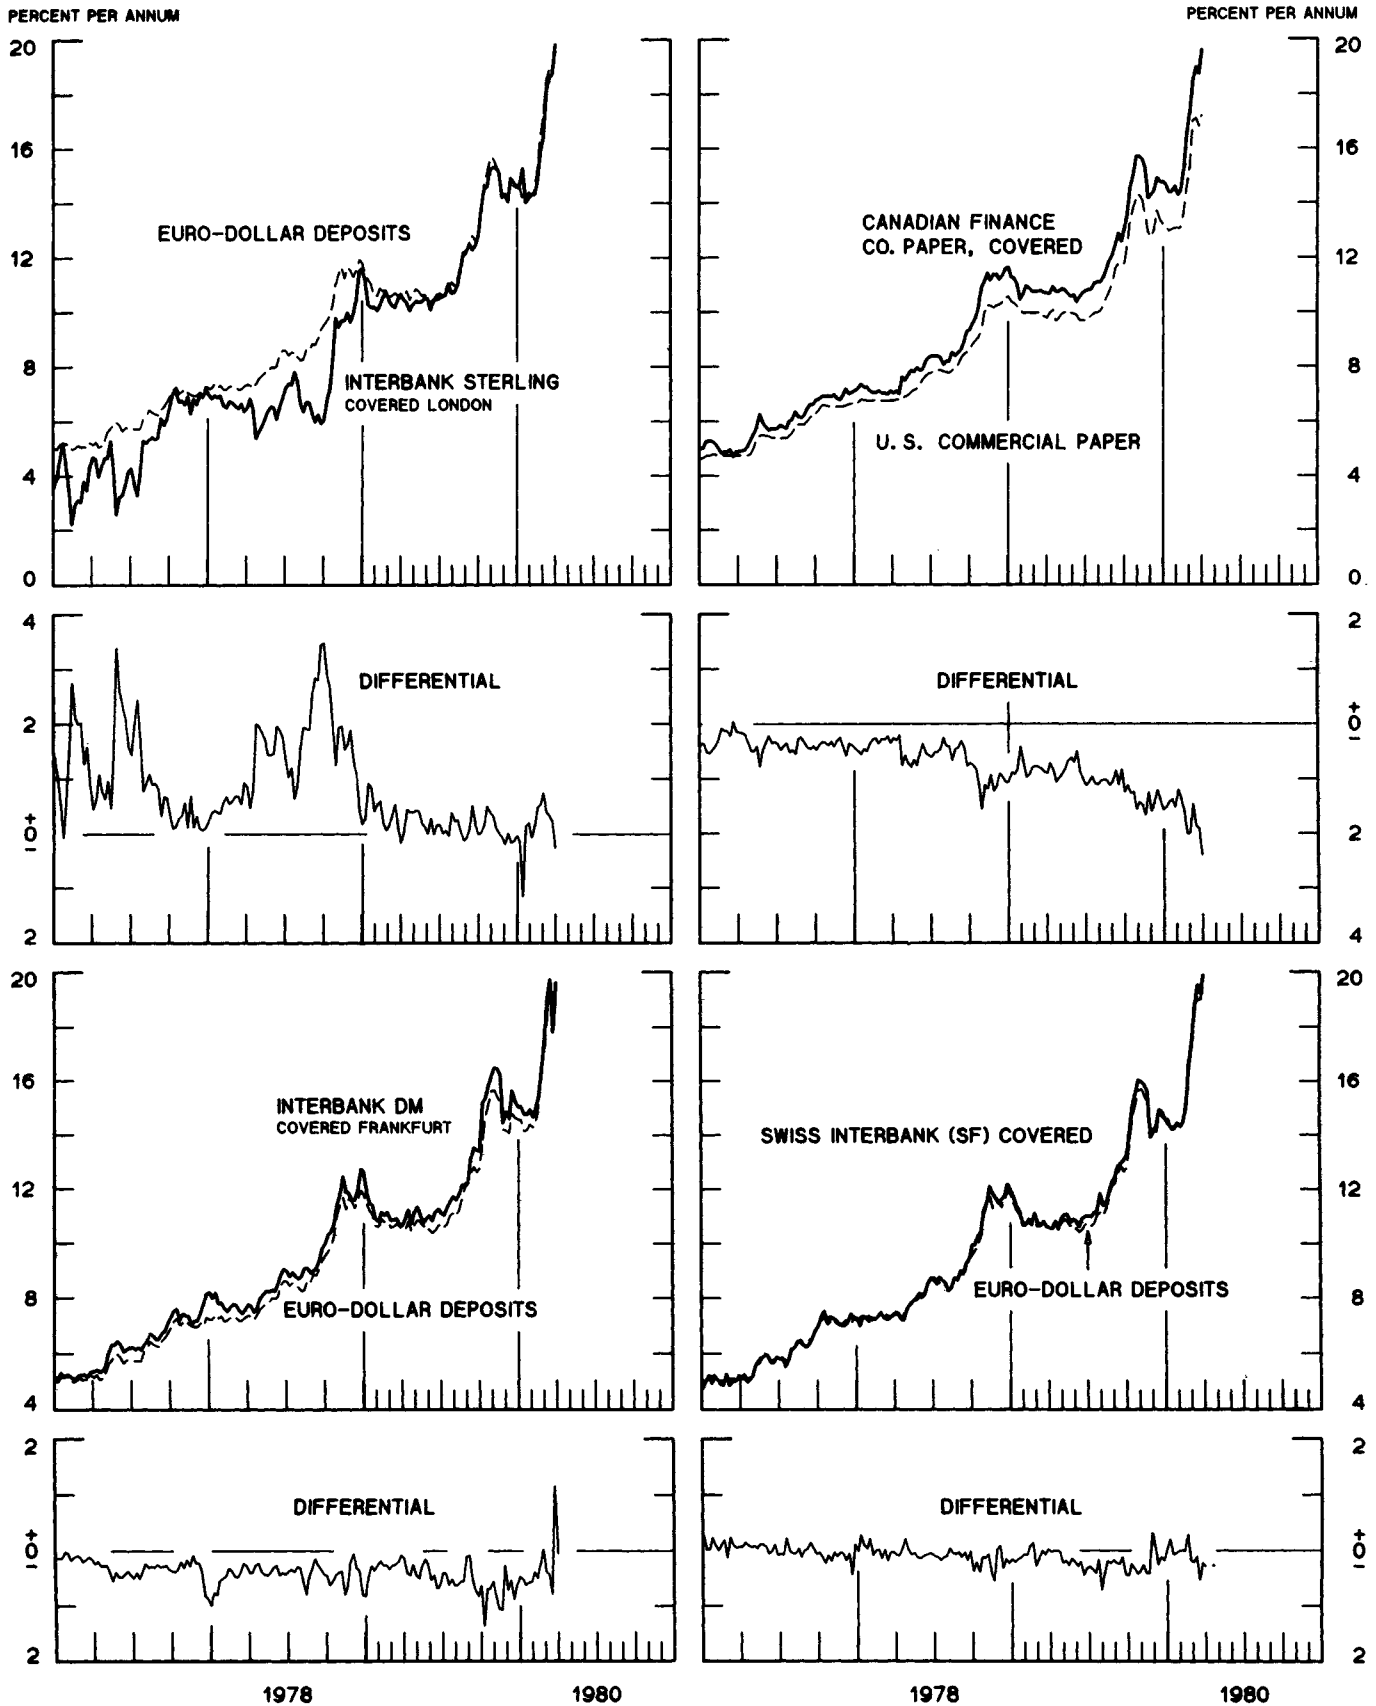 PERCENT PER ANNUM
PERCENT PER ANNUM
20
16
12
8
4
0
EURO-DOLLAR DEPOSITS
INTERBANK STERLING
COVERED LONDON
20
16
12
8
4
0
CANADIAN FINANCE
CO. PAPER, COVERED
U. S. COMMERCIAL PAPER
4
2
+
0
–
2
DIFFERENTIAL
2
+
0
–
2
4
DIFFERENTIAL
20
16
12
8
4
INTERBANK DM
COVERED FRANKFURT
EURO-DOLLAR DEPOSITS
20
16
12
8
4
SWISS INTERBANK (SF) COVERED
EURO-DOLLAR DEPOSITS
2
+
0
–
2
DIFFERENTIAL
2
+
0
–
2
DIFFERENTIAL
1978
1980
1978
1980